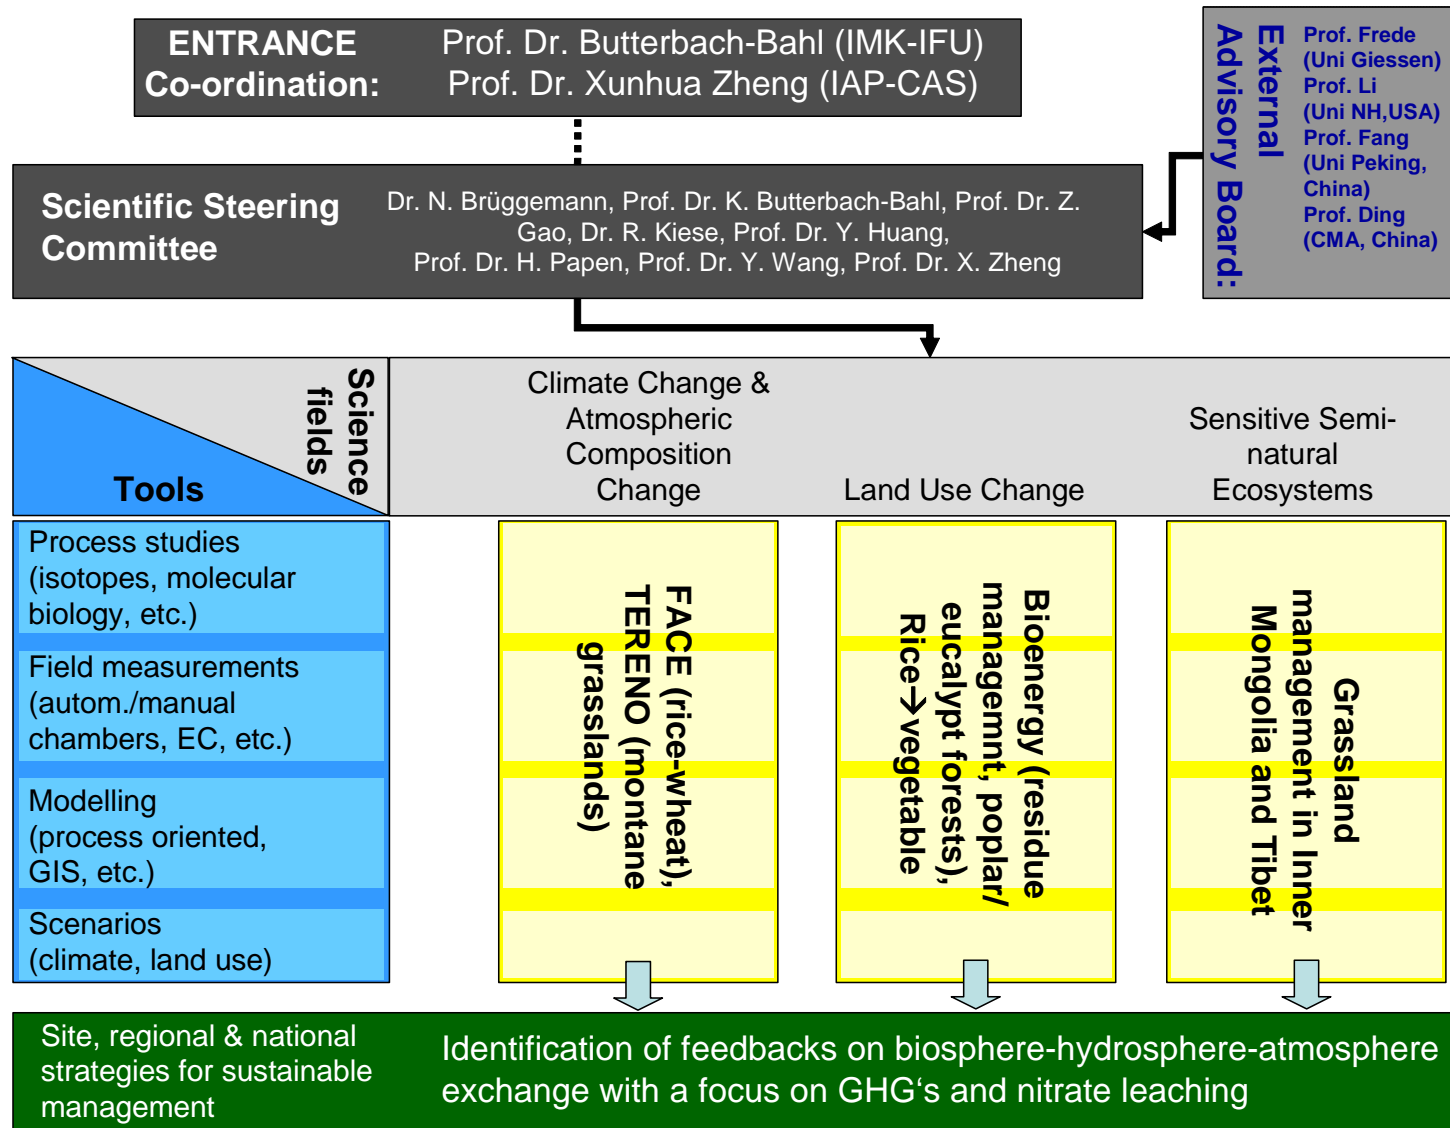 ENTRANCE
Co-ordination:
Prof. Dr. Butterbach-Bahl (IMK-IFU)
Prof. Dr. Xunhua Zheng (IAP-CAS)
External
Advisory Board:
Prof. Frede
(Uni Giessen)
Prof. Li
(Uni NH,USA)
Prof. Fang
(Uni Peking,
China)
Prof. Ding
(CMA, China)
Scientific Steering
Committee
Dr. N. Brüggemann, Prof. Dr. K. Butterbach-Bahl, Prof. Dr. Z.
Gao, Dr. R. Kiese, Prof. Dr. Y. Huang,
Prof. Dr. H. Papen, Prof. Dr. Y. Wang, Prof. Dr. X. Zheng
Science
fields
Tools
Climate Change &
Atmospheric
Composition
Change
Land Use Change
Sensitive Semi-
natural
Ecosystems
Process studies
(isotopes, molecular
biology, etc.)
Field measurements
(autom./manual
chambers, EC, etc.)
Modelling
(process oriented,
GIS, etc.)
Scenarios
(climate, land use)
FACE (rice-wheat),
TERENO (montane
grasslands)
Bioenergy (residue
managemnt, poplar/
eucalypt forests),
Rice→vegetable
Grassland
management in Inner
Mongolia and Tibet
Site, regional & national
strategies for sustainable
management
Identification of feedbacks on biosphere-hydrosphere-atmosphere
exchange with a focus on GHG‘s and nitrate leaching